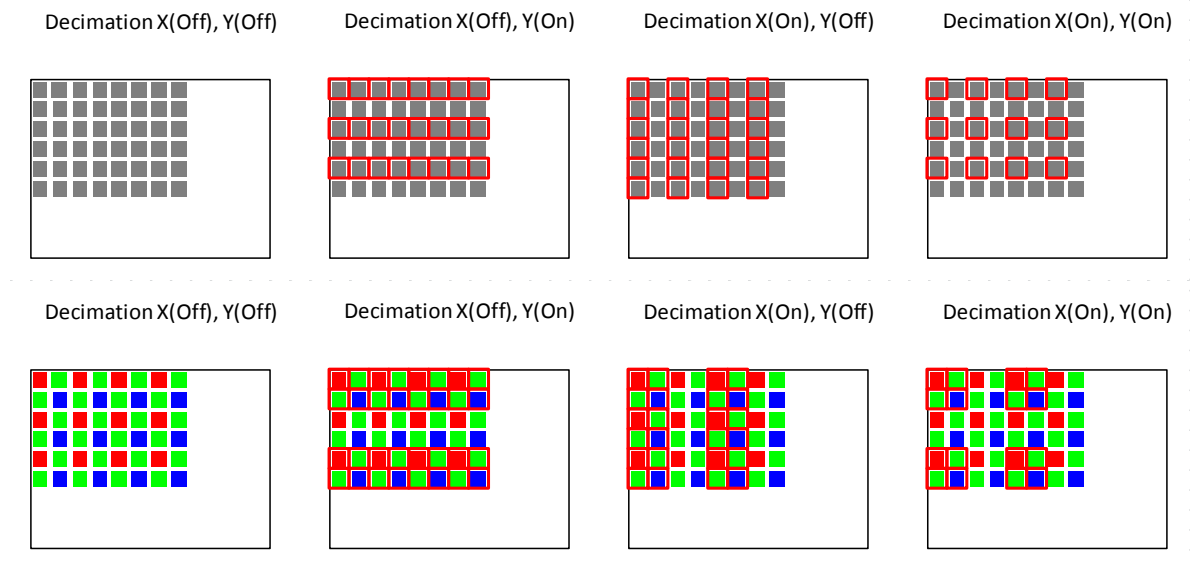 Decimation X(Off), Y(Off)
Decimation X(Off), Y(On)
Decimation X(On), Y(Off)
Decimation X(On), Y(On)
Decimation X(Off), Y(Off)
Decimation X(Off), Y(On)
Decimation X(On), Y(Off)
Decimation X(On), Y(On)